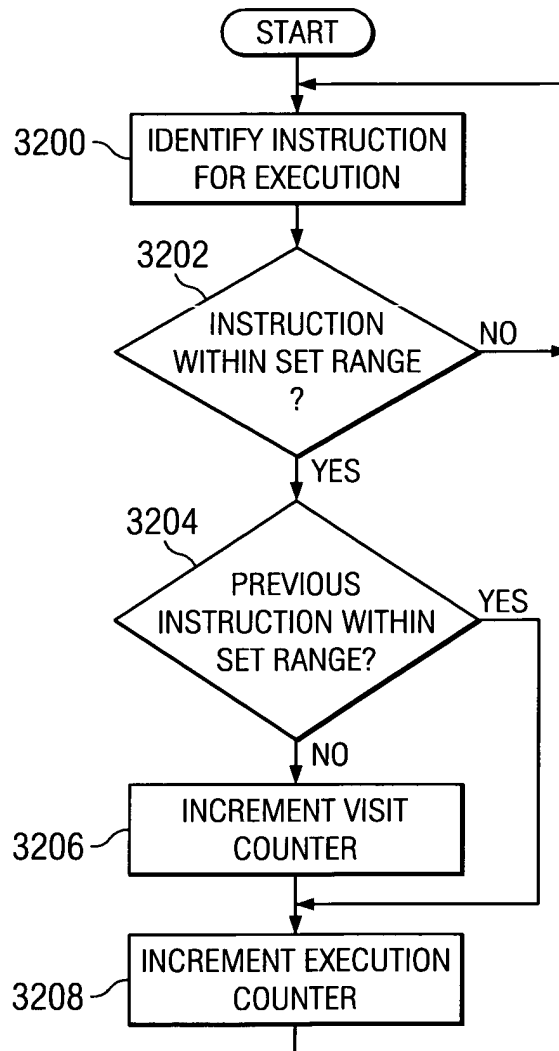 START
3200
IDENTIFY INSTRUCTION
FOR EXECUTION
3202
INSTRUCTION
WITHIN SET RANGE
?
NO
YES
3204
PREVIOUS
INSTRUCTION WITHIN
SET RANGE?
YES
NO
3206
INCREMENT VISIT
COUNTER
3208
INCREMENT EXECUTION
COUNTER